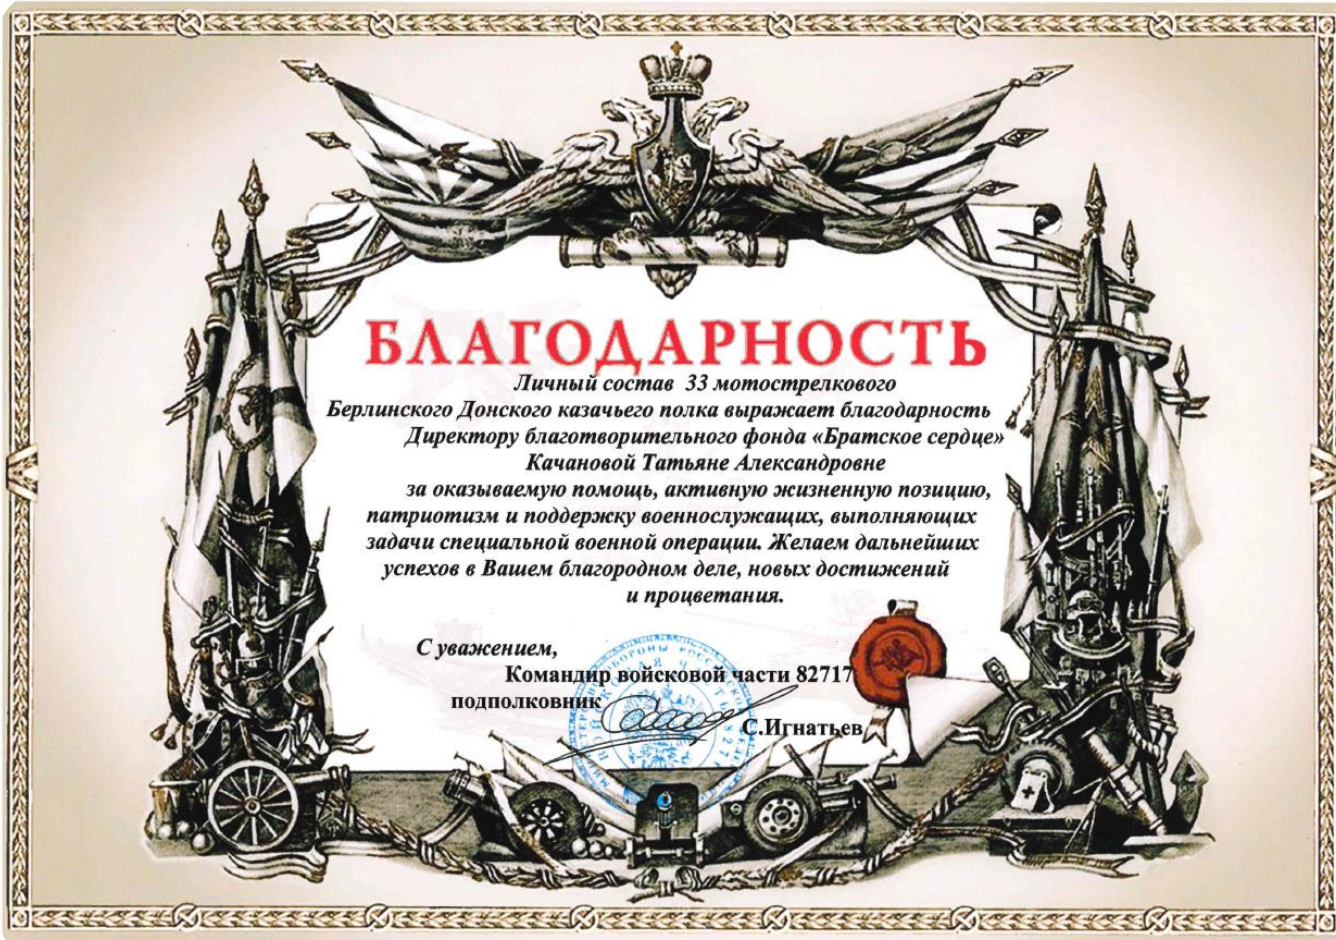 БЛАГОДАРНОСТЬ
Личный состав 33 мотострелкового
Берлинского Донского казачьего полка выражает благодарность
Директору благотворительного фонда «Братское сердце»
Качановой Татьяне Александровне
за оказываемую помощь, активную жизненную позицию,
патриотизм и поддержку военнослужащих, выполняющих
задачи специальной военной операции. Желаем дальнейших
успехов в Вашем благородном деле, новых достижений
и процветания.
С уважением,
Командир войсковой части 82717
подполковник
С.Игнатьев